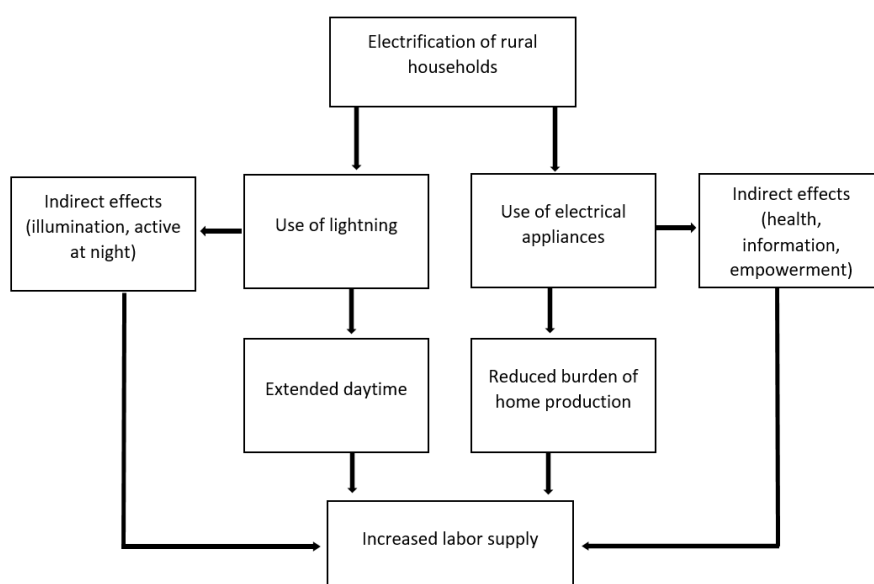 Electrification of rural
households
Indirect effects
(illumination, active
at night)
Use of lightning
Use of electrical
appliances
Indirect effects
(health,
information,
empowerment)
Extended daytime
Reduced burden of
home production
Increased labor supply